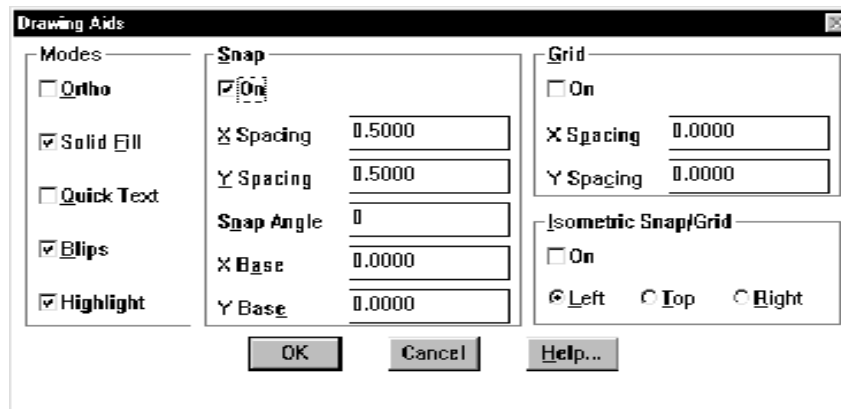 Drawing Aids
Modes
Ortho
Solid Fill
Quick Text
Blips
Highlight
Snap
On
X Spacing 0.5000
Y Spacing 0.5000
Snap Angle 0
X Base 0.0000
Y Base 0.0000
Grid
On
X Spacing 0.0000
Y Spacing 0.0000
Isometric Snap/Grid
On
Left Top Right
OK Cancel Help...